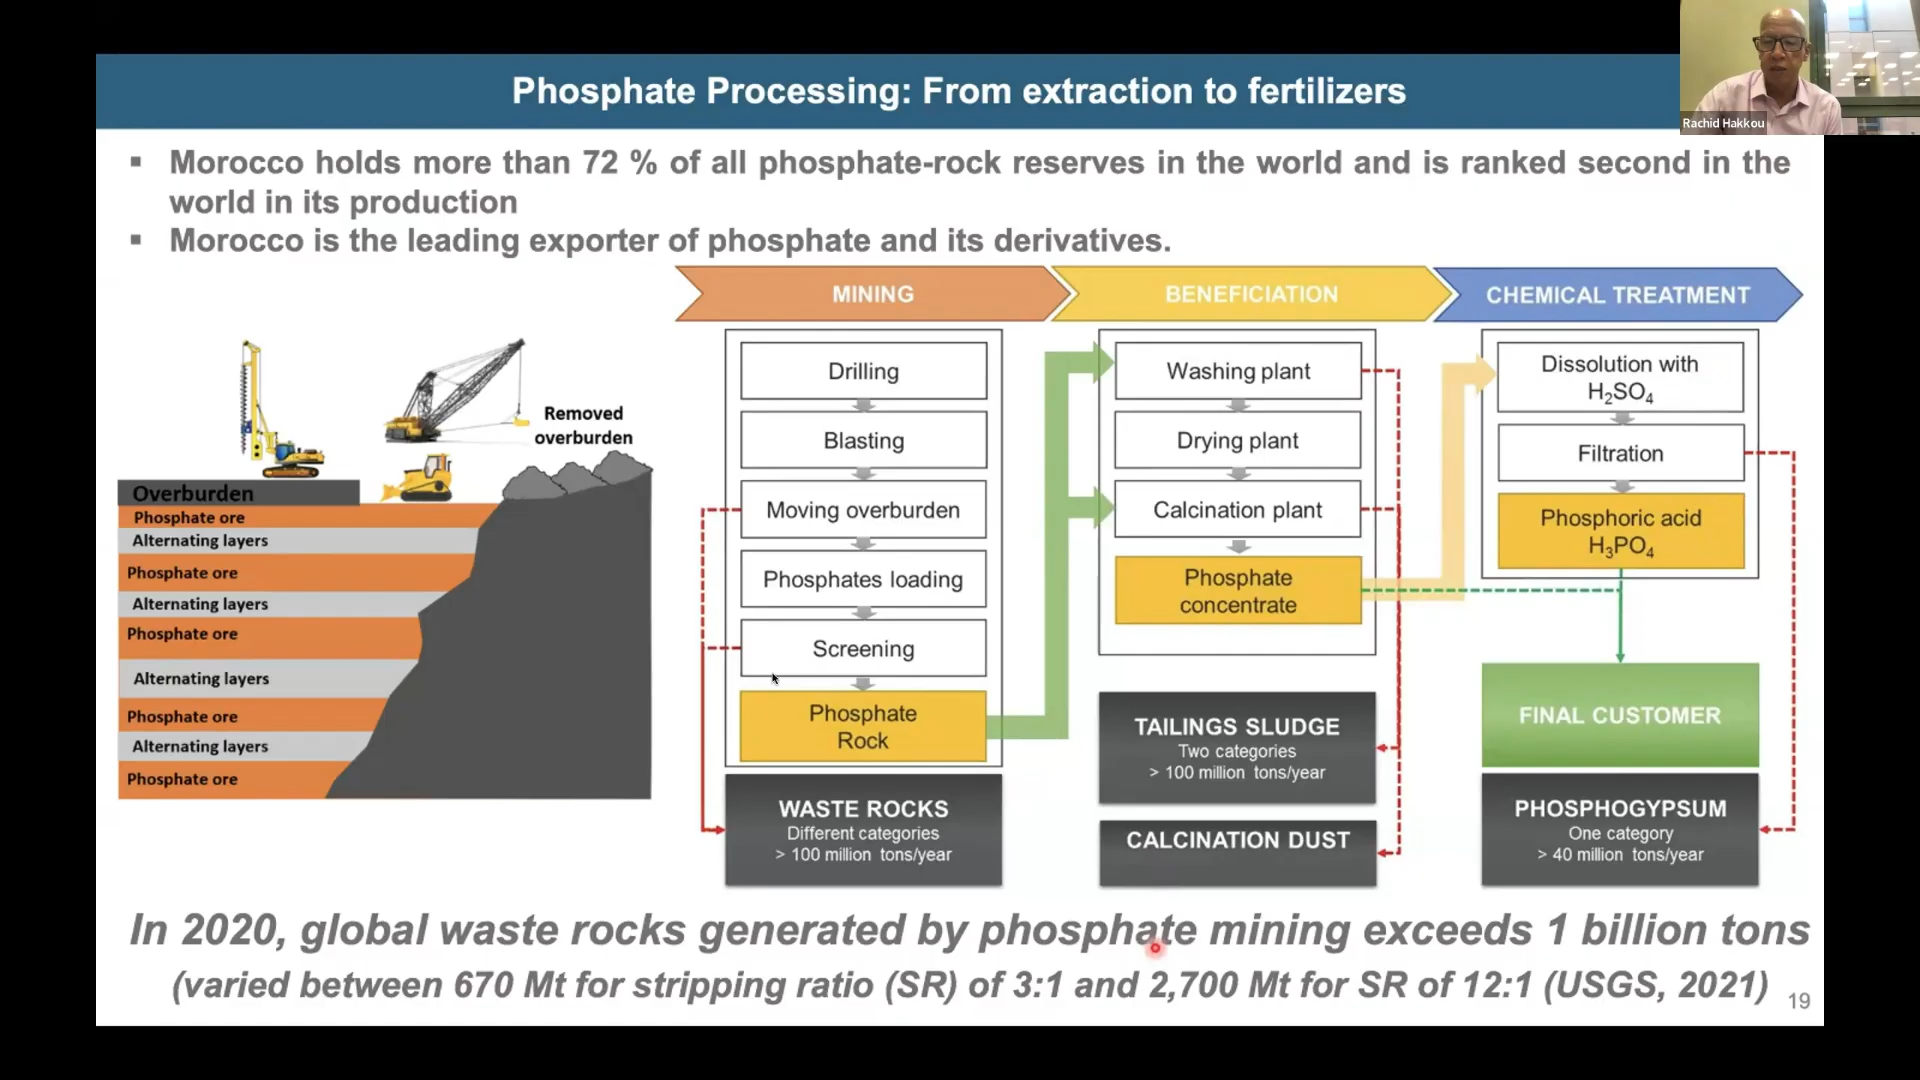 Phosphate Processing: From extraction to fertilizers
Rachid Hakkou
▪ Morocco holds more than 72 % of all phosphate-rock reserves in the world and is ranked second in the
world in its production
▪ Morocco is the leading exporter of phosphate and its derivatives.
Removed
overburden
Overburden
Phosphate ore
Alternating layers
Phosphate ore
Alternating layers
Phosphate ore
Alternating layers
Phosphate ore
Alternating layers
Phosphate ore
MINING
Drilling
Blasting
Moving overburden
Phosphates loading
Screening
Phosphate
Rock
WASTE ROCKS
Different categories
> 100 million tons/year
BENEFICIATION
Washing plant
Drying plant
Calcination plant
Phosphate
concentrate
TAILINGS SLUDGE
Two categories
> 100 million tons/year
CALCINATION DUST
CHEMICAL TREATMENT
Dissolution with
H₂SO₄
Filtration
Phosphoric acid
H₃PO₄
FINAL CUSTOMER
PHOSPHOGYPSUM
One category
> 40 million tons/year
In 2020, global waste rocks generated by phosphate mining exceeds 1 billion tons
(varied between 670 Mt for stripping ratio (SR) of 3:1 and 2,700 Mt for SR of 12:1 (USGS, 2021)
19